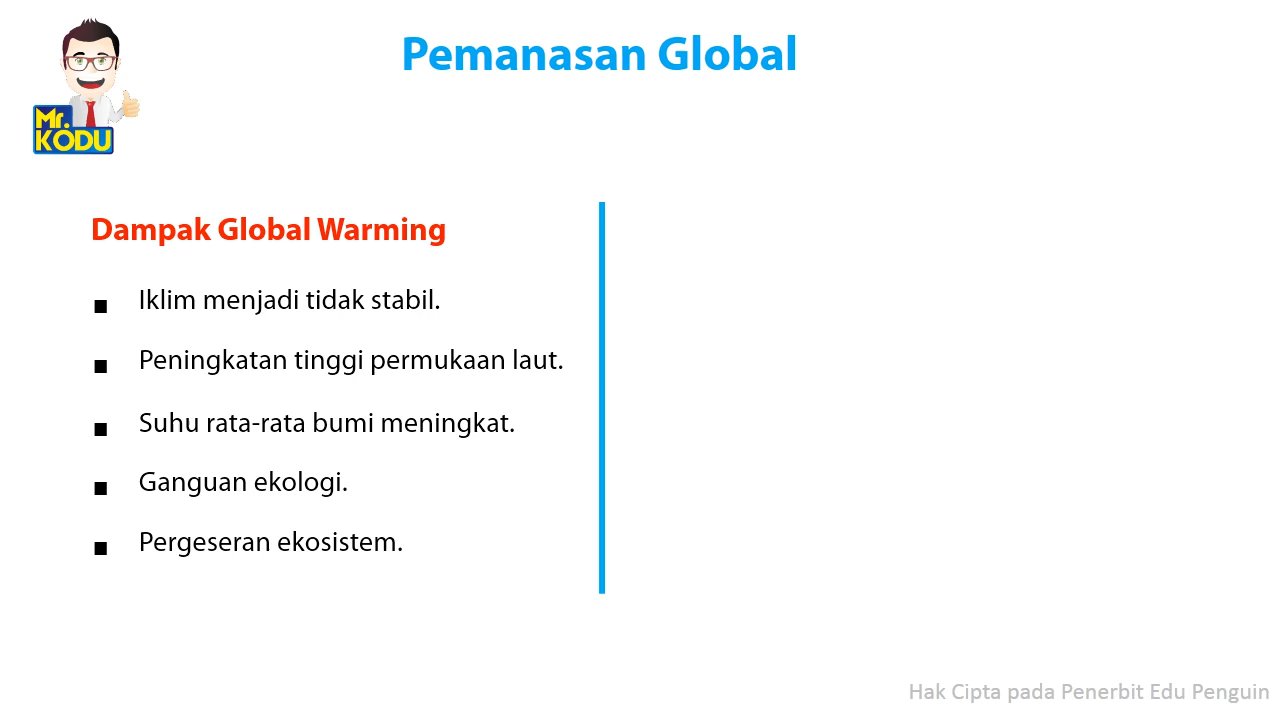 Pemanasan Global
Mr.
KODU
Dampak Global Warming
Iklim menjadi tidak stabil.
Peningkatan tinggi permukaan laut.
Suhu rata-rata bumi meningkat.
Ganguan ekologi.
Pergeseran ekosistem.
Hak Cipta pada Penerbit Edu Penguin